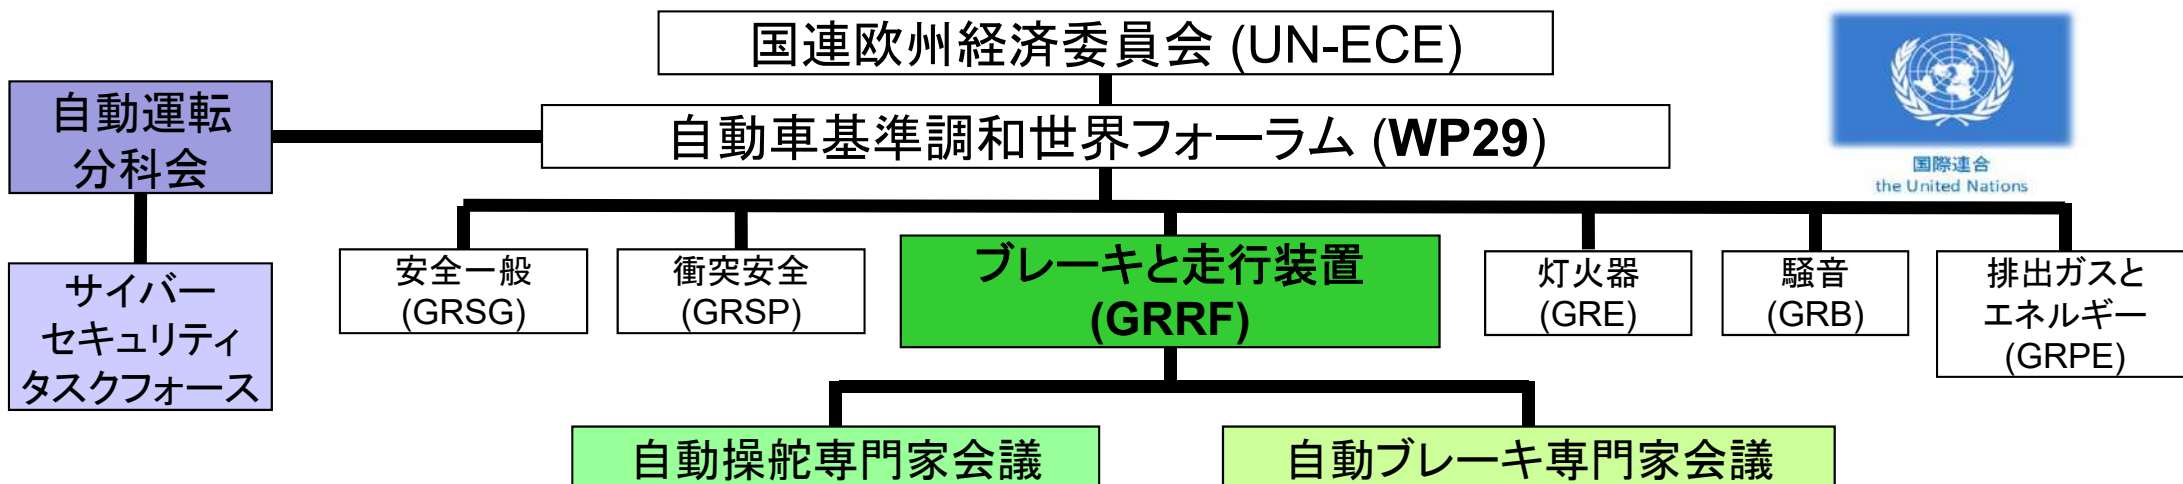 国連欧州経済委員会 (UN-ECE)
自動運転
分科会
自動車基準調和世界フォーラム (WP29)
国際連合
the United Nations
サイバー
セキュリティ
タスクフォース
安全一般
(GRSG)
衝突安全
(GRSP)
ブレーキと走行装置
(GRRF)
灯火器
(GRE)
騒音
(GRB)
排出ガスと
エネルギー
(GRPE)
自動操舵専門家会議
自動ブレーキ専門家会議